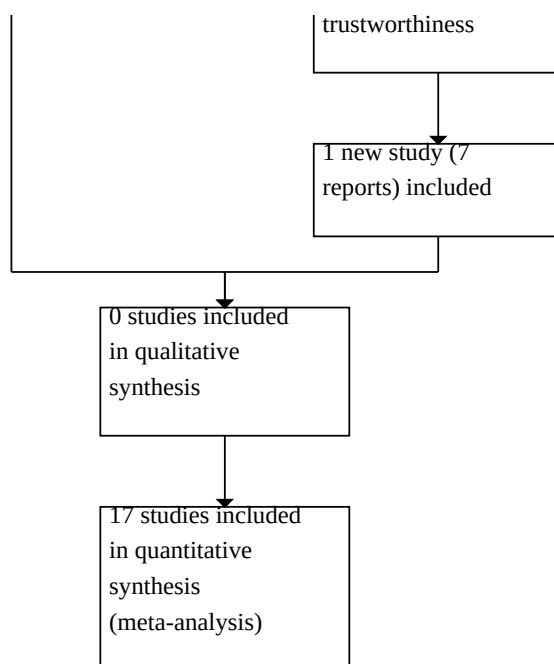 trustworthiness
1 new study (7
reports) included
0 studies included
in qualitative
synthesis
17 studies included
in quantitative
synthesis
(meta-analysis)